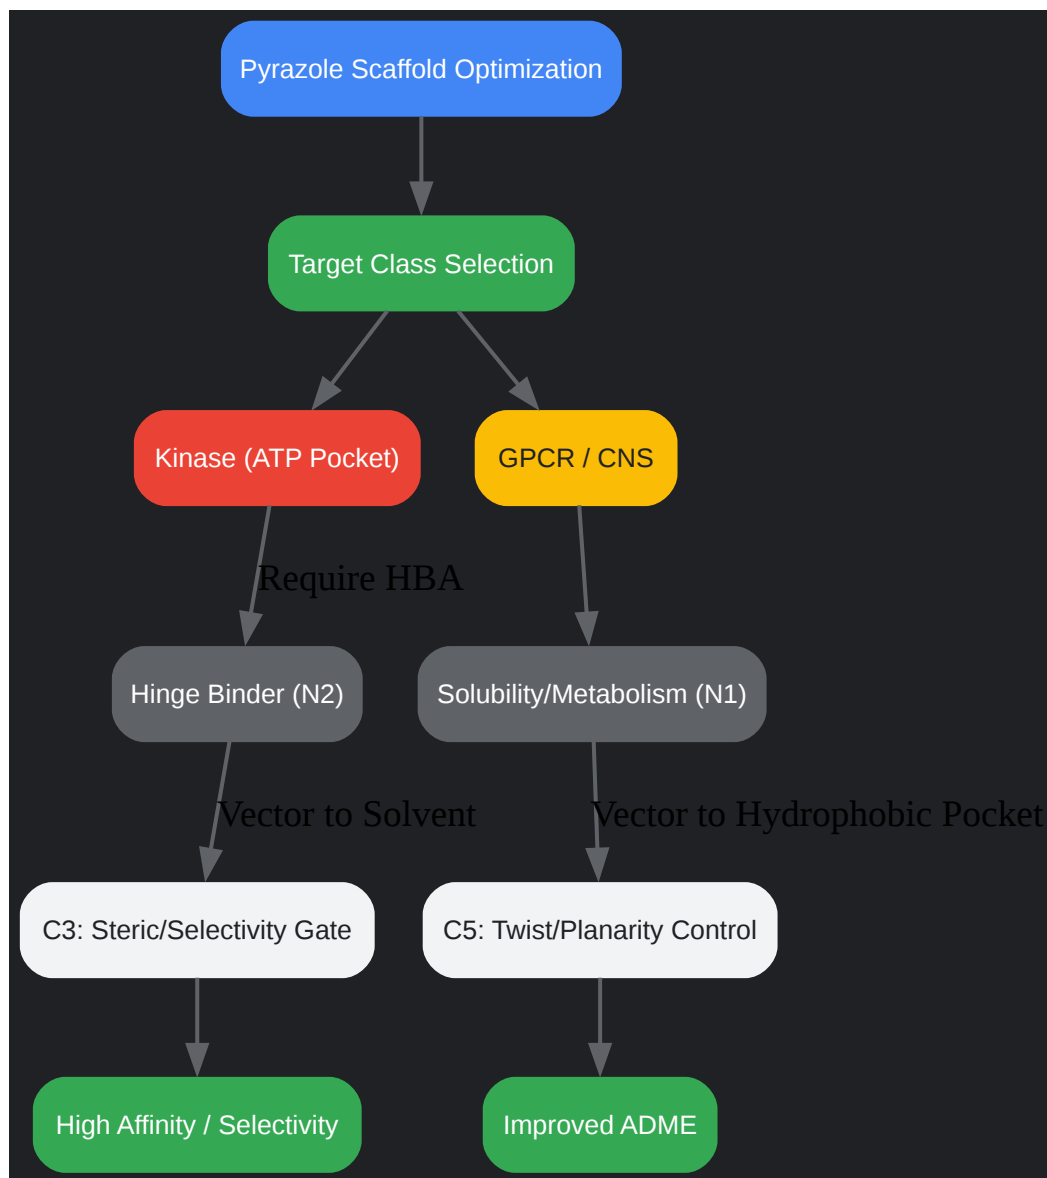 Pyrazole Scaffold Optimization
Target Class Selection
Kinase (ATP Pocket)
GPCR / CNS
Require HBA
Hinge Binder (N2)
Solubility/Metabolism (N1)
Vector to Solvent
Vector to Hydrophobic Pocket
C3: Steric/Selectivity Gate
C5: Twist/Planarity Control
High Affinity / Selectivity
Improved ADME